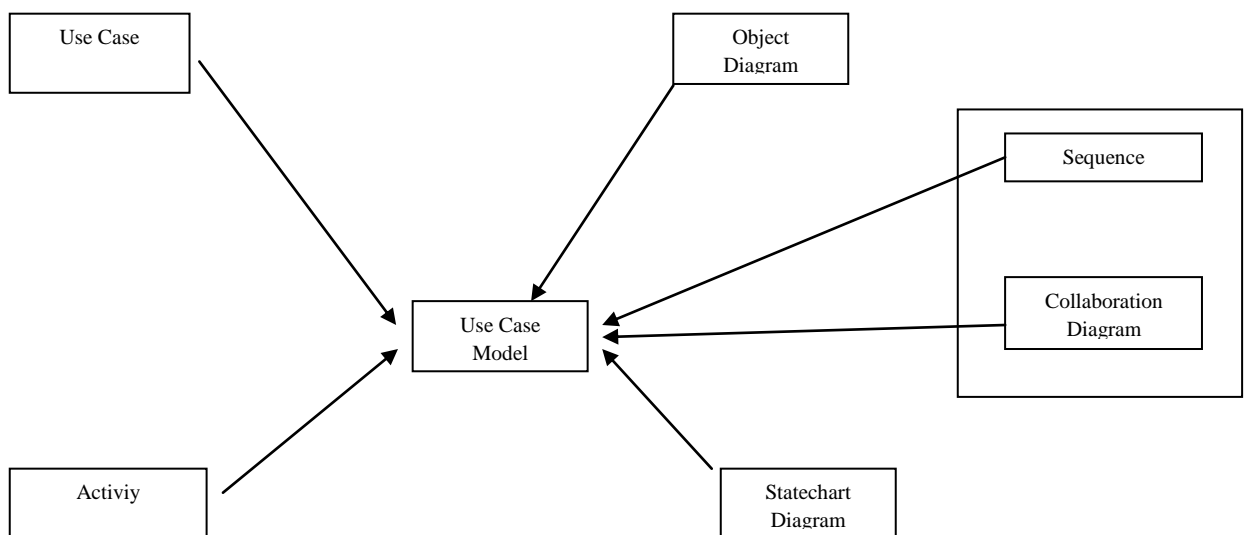 Use Case
Object
Diagram
Sequence
Collaboration
Diagram
Use Case
Model
Activiy
Statechart
Diagram